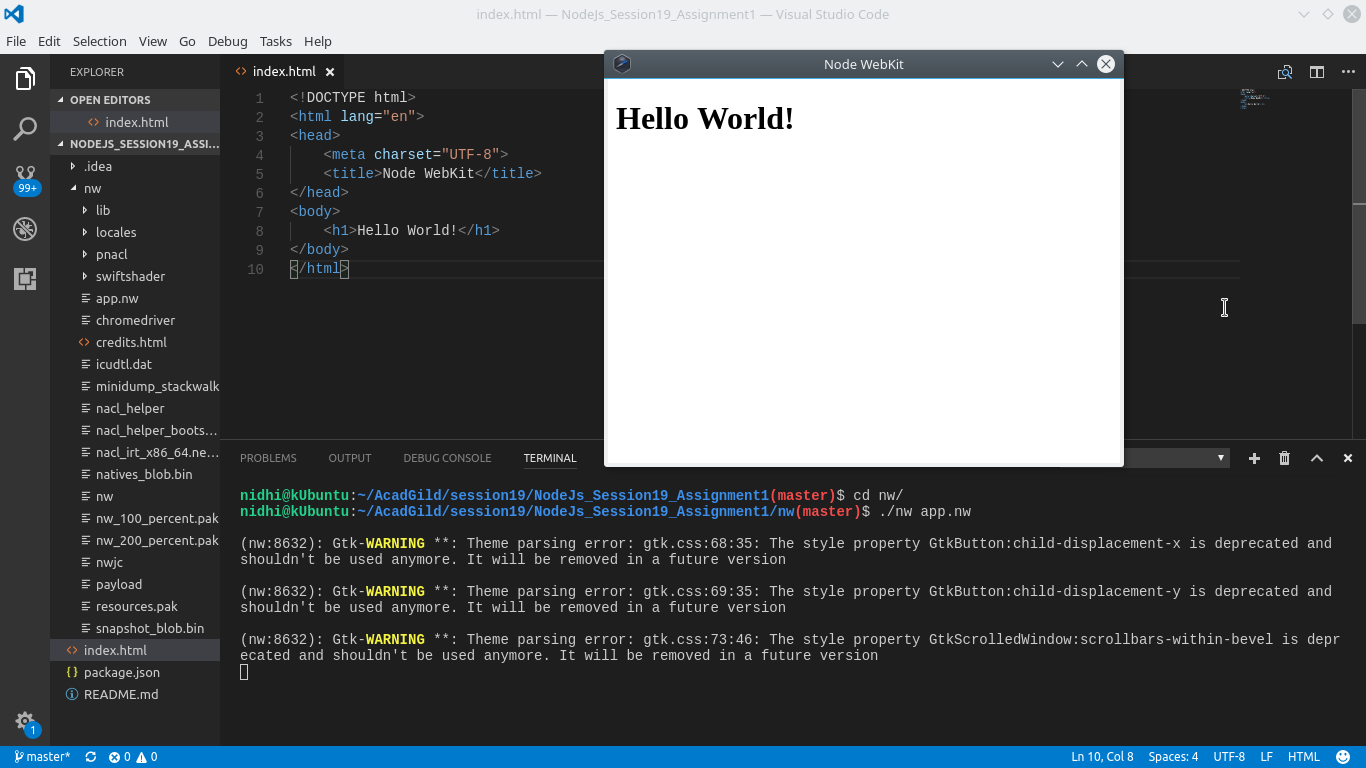 index.html — NodeJs_Session19_Assignment1 — Visual Studio Code
File Edit Selection View Go Debug Tasks Help
EXPLORER
OPEN EDITORS
index.html
NODEJS_SESSION19_ASSI...
.idea
nw
lib
locales
pnacl
swiftshader
app.nw
chromedriver
credits.html
icudtl.dat
minidump_stackwalk
nacl_helper
nacl_helper_boots...
nacl_irt_x86_64.ne...
natives_blob.bin
nw
nw_100_percent.pak
nw_200_percent.pak
nwjc
payload
resources.pak
snapshot_blob.bin
index.html
package.json
README.md
99+
1
index.html
1 <!DOCTYPE html>
2 <html lang="en">
3 <head>
4     <meta charset="UTF-8">
5     <title>Node WebKit</title>
6 </head>
7 <body>
8     <h1>Hello World!</h1>
9 </body>
10 </html>
Node WebKit
Hello World!
PROBLEMS OUTPUT DEBUG CONSOLE TERMINAL
nidhi@kUbuntu:~/AcadGild/session19/NodeJs_Session19_Assignment1(master)$ cd nw/
nidhi@kUbuntu:~/AcadGild/session19/NodeJs_Session19_Assignment1/nw(master)$ ./nw app.nw
(nw:8632): Gtk-WARNING **: Theme parsing error: gtk.css:68:35: The style property GtkButton:child-displacement-x is deprecated and
shouldn't be used anymore. It will be removed in a future version
(nw:8632): Gtk-WARNING **: Theme parsing error: gtk.css:69:35: The style property GtkButton:child-displacement-y is deprecated and
shouldn't be used anymore. It will be removed in a future version
(nw:8632): Gtk-WARNING **: Theme parsing error: gtk.css:73:46: The style property GtkScrolledWindow:scrollbars-within-bevel is depr
ecated and shouldn't be used anymore. It will be removed in a future version
master* 0 0 Ln 10, Col 8 Spaces: 4 UTF-8 LF HTML